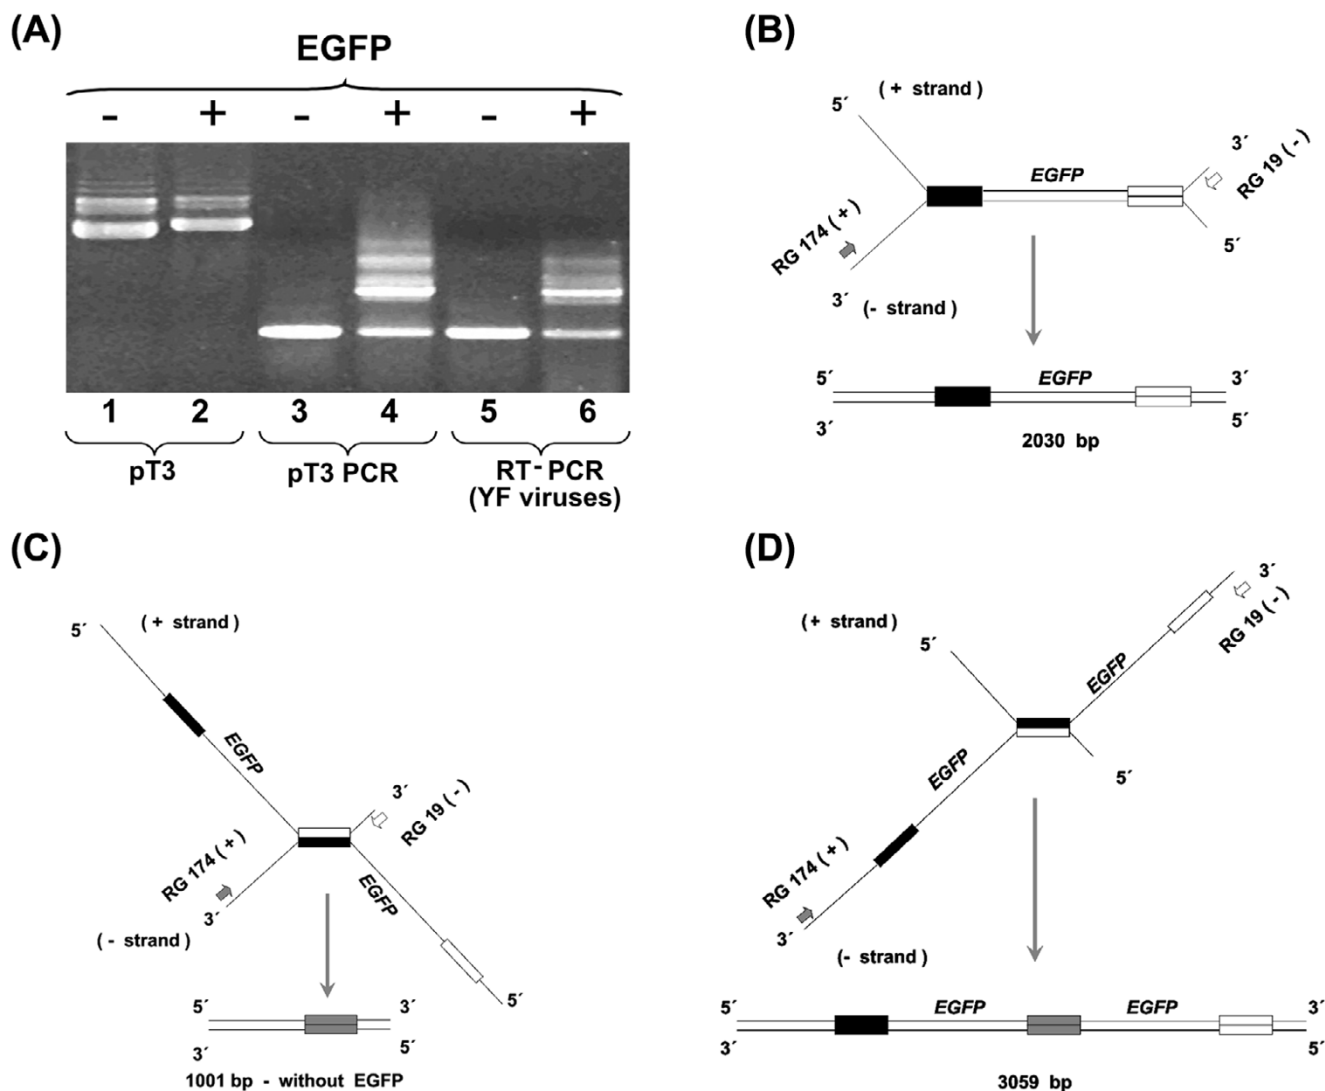 (A)
EGFP
- + - + - +
1 2 3 4 5 6
pT3 pT3 PCR RT-PCR
(YF viruses)
(B)
5´ ( + strand ) 3´
EGFP
RG 19 ( - )
RG 174 ( + )
5´
3´
( - strand )
5´ EGFP 3´
3´ 5´
2030 bp
(C)
5´ ( + strand )
EGFP
3´
RG 19 ( - )
RG 174 ( + )
EGFP
3´
( - strand )
5´
5´ 3´
3´ 5´
1001 bp - without EGFP
(D)
3´
( + strand )
5´
RG 19 ( - )
EGFP
EGFP
5´
RG 174 ( + )
3´
( - strand )
5´ EGFP EGFP 3´
3´ 5´
3059 bp